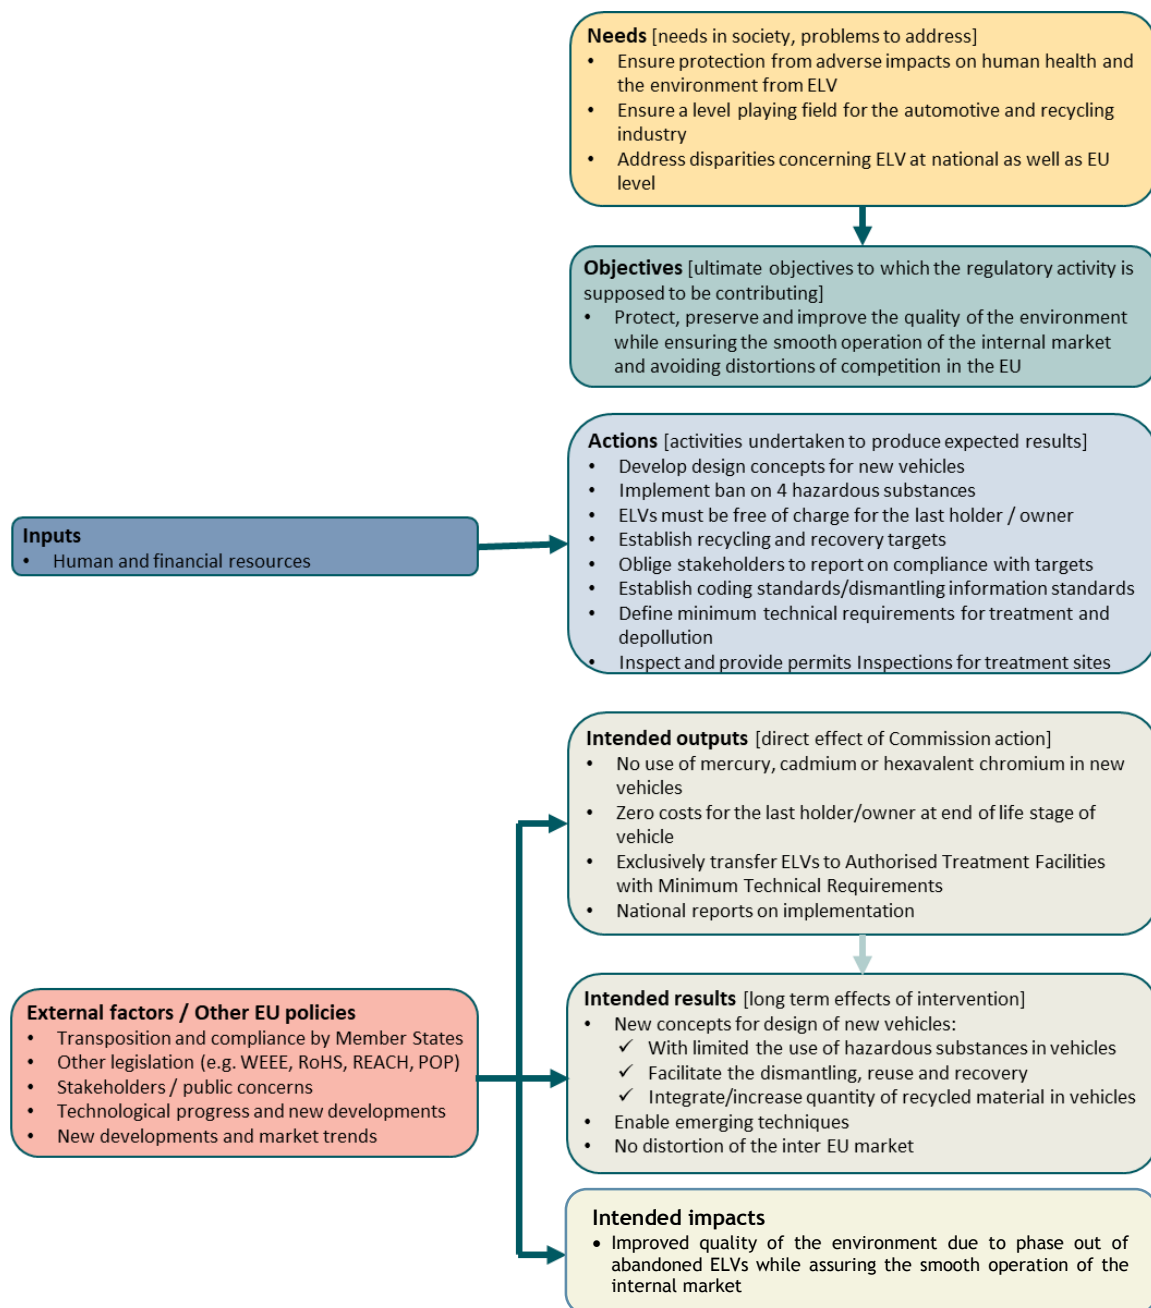 Needs [needs in society, problems to address]
• Ensure protection from adverse impacts on human health and
the environment from ELV
• Ensure a level playing field for the automotive and recycling
industry
• Address disparities concerning ELV at national as well as EU
level
Objectives [ultimate objectives to which the regulatory activity is
supposed to be contributing]
• Protect, preserve and improve the quality of the environment
while ensuring the smooth operation of the internal market
and avoiding distortions of competition in the EU
Inputs
• Human and financial resources
Actions [activities undertaken to produce expected results]
• Develop design concepts for new vehicles
• Implement ban on 4 hazardous substances
• ELVs must be free of charge for the last holder / owner
• Establish recycling and recovery targets
• Oblige stakeholders to report on compliance with targets
• Establish coding standards/dismantling information standards
• Define minimum technical requirements for treatment and
depollution
• Inspect and provide permits Inspections for treatment sites
Intended outputs [direct effect of Commission action]
• No use of mercury, cadmium or hexavalent chromium in new
vehicles
• Zero costs for the last holder/owner at end of life stage of
vehicle
• Exclusively transfer ELVs to Authorised Treatment Facilities
with Minimum Technical Requirements
• National reports on implementation
External factors / Other EU policies
• Transposition and compliance by Member States
• Other legislation (e.g. WEEE, RoHS, REACH, POP)
• Stakeholders / public concerns
• Technological progress and new developments
• New developments and market trends
Intended results [long term effects of intervention]
• New concepts for design of new vehicles:
✓ With limited the use of hazardous substances in vehicles
✓ Facilitate the dismantling, reuse and recovery
✓ Integrate/increase quantity of recycled material in vehicles
• Enable emerging techniques
• No distortion of the inter EU market
Intended impacts
• Improved quality of the environment due to phase out of
abandoned ELVs while assuring the smooth operation of the
internal market